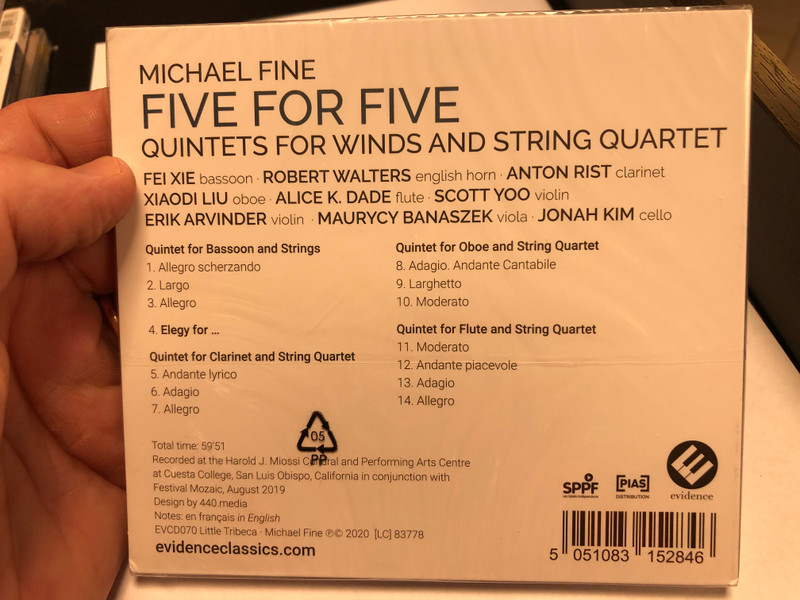 MICHAEL FINE
FIVE FOR FIVE
QUINTETS FOR WINDS AND STRING QUARTET
FEI XIE bassoon · ROBERT WALTERS english horn · ANTON RIST clarinet
XIAODI LIU oboe · ALICE K. DADE flute · SCOTT YOO violin
ERIK ARVINDER violin · MAURYCY BANASZEK viola · JONAH KIM cello
Quintet for Bassoon and Strings
1. Allegro scherzando
2. Largo
3. Allegro
4. Elegy for ...
Quintet for Clarinet and String Quartet
5. Andante lyrico
6. Adagio
7. Allegro
Quintet for Oboe and String Quartet
8. Adagio. Andante Cantabile
9. Larghetto
10. Moderato
Quintet for Flute and String Quartet
11. Moderato
12. Andante piacevole
13. Adagio
14. Allegro
05
PP
Total time: 59'51
Recorded at the Harold J. Miossi Cultural and Performing Arts Centre
at Cuesta College, San Luis Obispo, California in conjunction with
Festival Mozaic, August 2019
Design by 440.media
Notes: en français in English
EVCD070 Little Tribeca · Michael Fine ℗© 2020 [LC] 83778
evidenceclassics.com
SPPF
[PIAS]
DISTRIBUTION
evidence
5 051083 152846